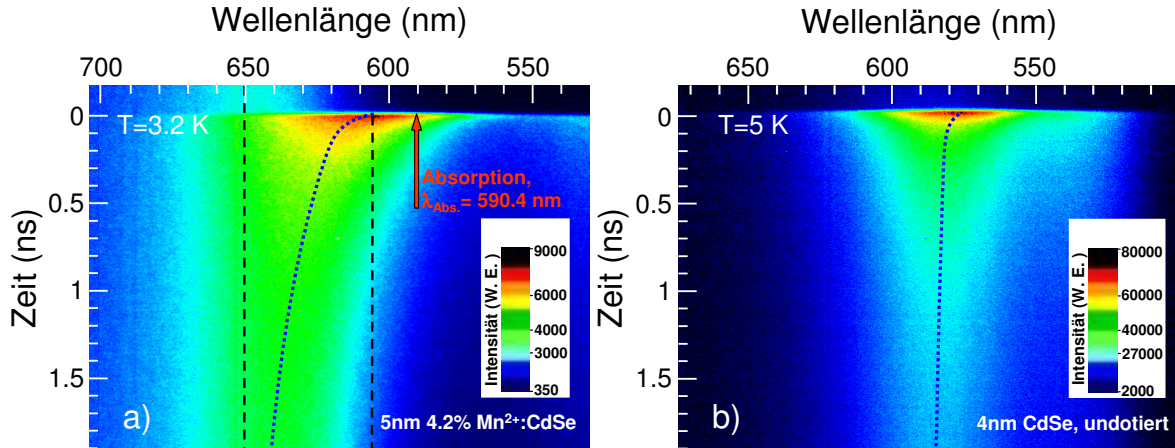 Wellenlänge (nm)
700 650 600 550
Zeit (ns)
0
0.5
1
1.5
T=3.2 K
Absorption,
λAbs.= 590.4 nm
Intensität (W. E.)
9000
6000
4000
3000
350
a)
5nm 4.2% Mn²⁺:CdSe
Wellenlänge (nm)
650 600 550
Zeit (ns)
0
0.5
1
1.5
T=5 K
Intensität (W. E.)
80000
60000
40000
27000
2000
b)
4nm CdSe, undotiert